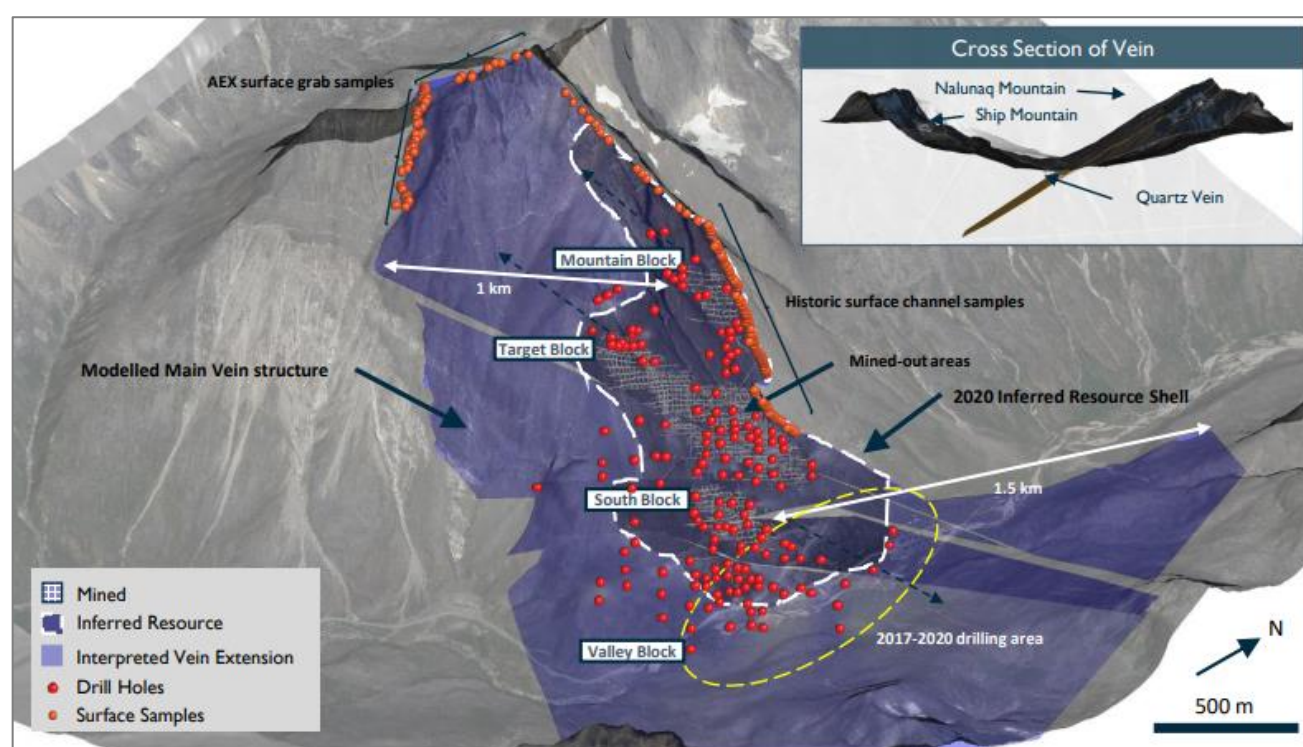 Cross Section of Vein
Nalunaq Mountain
Ship Mountain
Quartz Vein
AEX surface grab samples
Mountain Block
1 km
Historic surface channel samples
Target Block
Mined-out areas
Modelled Main Vein structure
2020 Inferred Resource Shell
South Block
1.5 km
2017-2020 drilling area
Valley Block
Mined
Inferred Resource
Interpreted Vein Extension
Drill Holes
Surface Samples
N
500 m